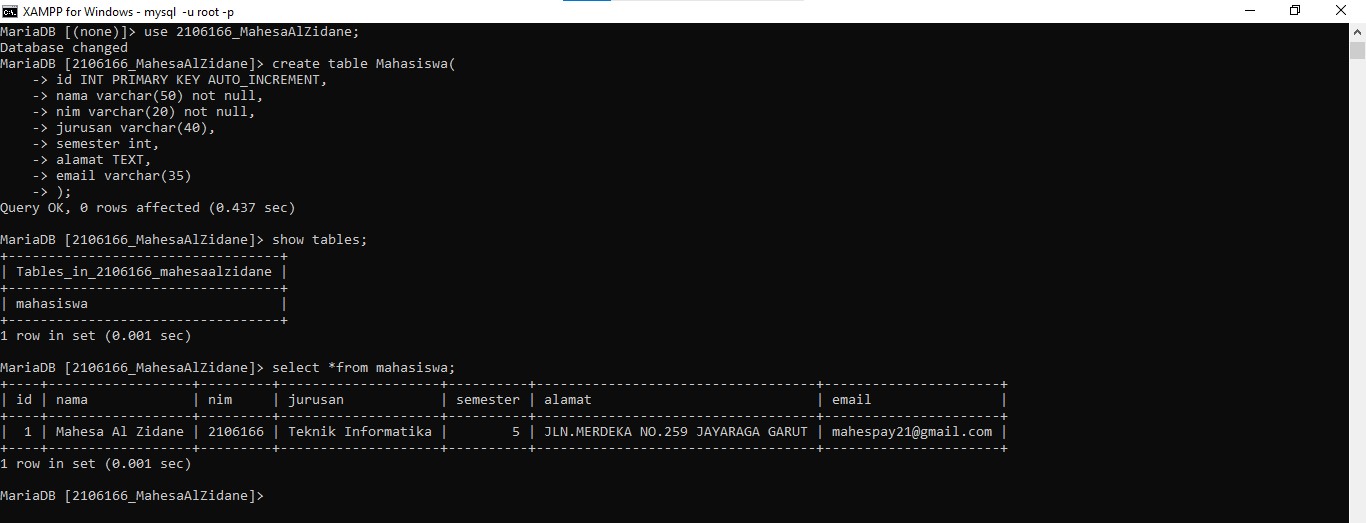 XAMPP for Windows - mysql -u root -p
MariaDB [(none)]> use 2106166_MahesaAlZidane;
Database changed
MariaDB [2106166_MahesaAlZidane]> create table Mahasiswa(
    -> id INT PRIMARY KEY AUTO_INCREMENT,
    -> nama varchar(50) not null,
    -> nim varchar(20) not null,
    -> jurusan varchar(40),
    -> semester int,
    -> alamat TEXT,
    -> email varchar(35)
    -> );
Query OK, 0 rows affected (0.437 sec)
MariaDB [2106166_MahesaAlZidane]> show tables;
+----------------------------------+
| Tables_in_2106166_mahesaalzidane |
+----------------------------------+
| mahasiswa                        |
+----------------------------------+
1 row in set (0.001 sec)
MariaDB [2106166_MahesaAlZidane]> select *from mahasiswa;
+----+------------------+---------+--------------------+----------+----------------------------------+----------------------+
| id | nama             | nim     | jurusan            | semester | alamat                           | email                |
+----+------------------+---------+--------------------+----------+----------------------------------+----------------------+
|  1 | Mahesa Al Zidane | 2106166 | Teknik Informatika |        5 | JLN.MERDEKA NO.259 JAYARAGA GARUT | mahespay21@gmail.com |
+----+------------------+---------+--------------------+----------+----------------------------------+----------------------+
1 row in set (0.001 sec)
MariaDB [2106166_MahesaAlZidane]>